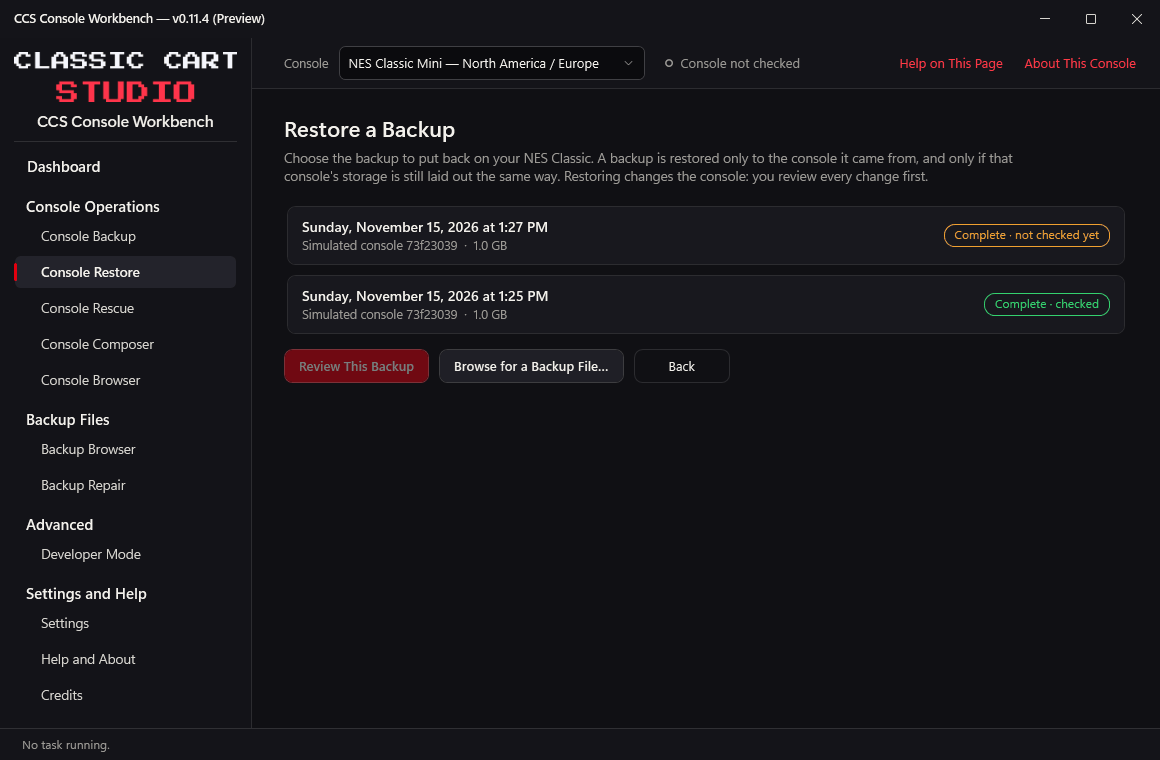 CCS Console Workbench — v0.11.4 (Preview)
CLASSIC CART
STUDIO
CCS Console Workbench
Dashboard
Console Operations
Console Backup
Console Restore
Console Rescue
Console Composer
Console Browser
Backup Files
Backup Browser
Backup Repair
Advanced
Developer Mode
Settings and Help
Settings
Help and About
Credits
Console
NES Classic Mini — North America / Europe
Console not checked
Help on This Page
About This Console
Restore a Backup
Choose the backup to put back on your NES Classic. A backup is restored only to the console it came from, and only if that
console's storage is still laid out the same way. Restoring changes the console: you review every change first.
Sunday, November 15, 2026 at 1:27 PM
Simulated console 73f23039 · 1.0 GB
Complete · not checked yet
Sunday, November 15, 2026 at 1:25 PM
Simulated console 73f23039 · 1.0 GB
Complete · checked
Review This Backup
Browse for a Backup File...
Back
No task running.